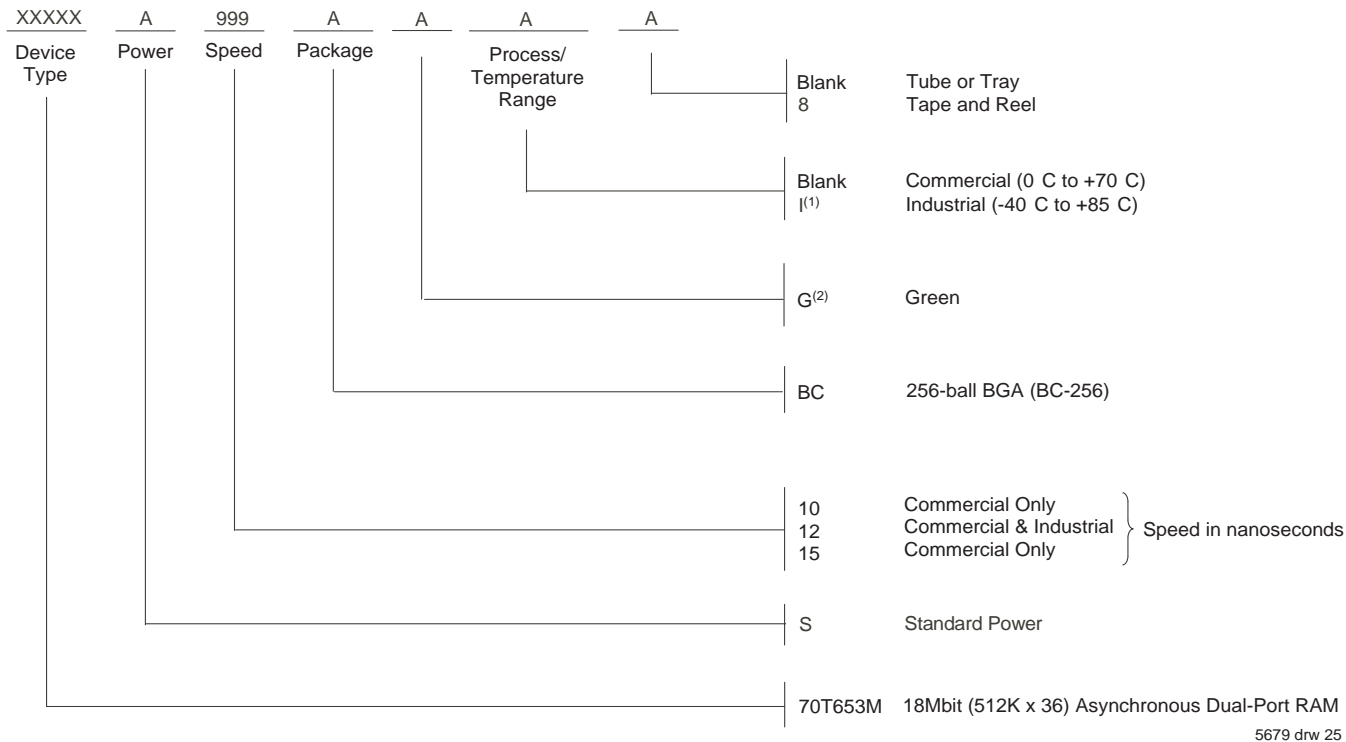 XXXXX A 999 A A A A
Device Type
Power
Speed
Package
Process/
Temperature
Range
Blank Tube or Tray
8 Tape and Reel
Blank Commercial (0 C to +70 C)
I(1) Industrial (-40 C to +85 C)
G(2) Green
BC 256-ball BGA (BC-256)
10 Commercial Only
12 Commercial & Industrial
15 Commercial Only
Speed in nanoseconds
S Standard Power
70T653M 18Mbit (512K x 36) Asynchronous Dual-Port RAM
5679 drw 25